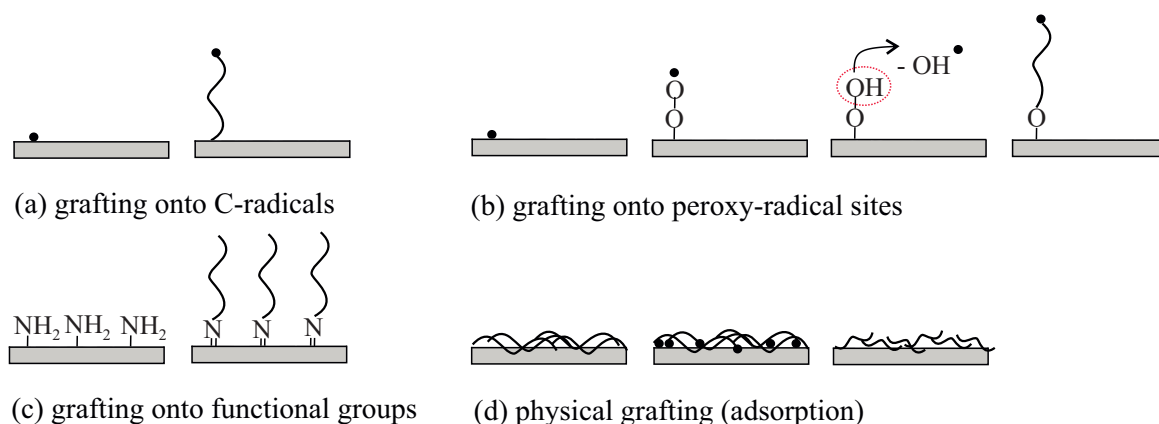 O
O
OH
O
- OH
O
(a) grafting onto C-radicals
(b) grafting onto peroxy-radical sites
NH2 NH2 NH2
N N N
(c) grafting onto functional groups
(d) physical grafting (adsorption)